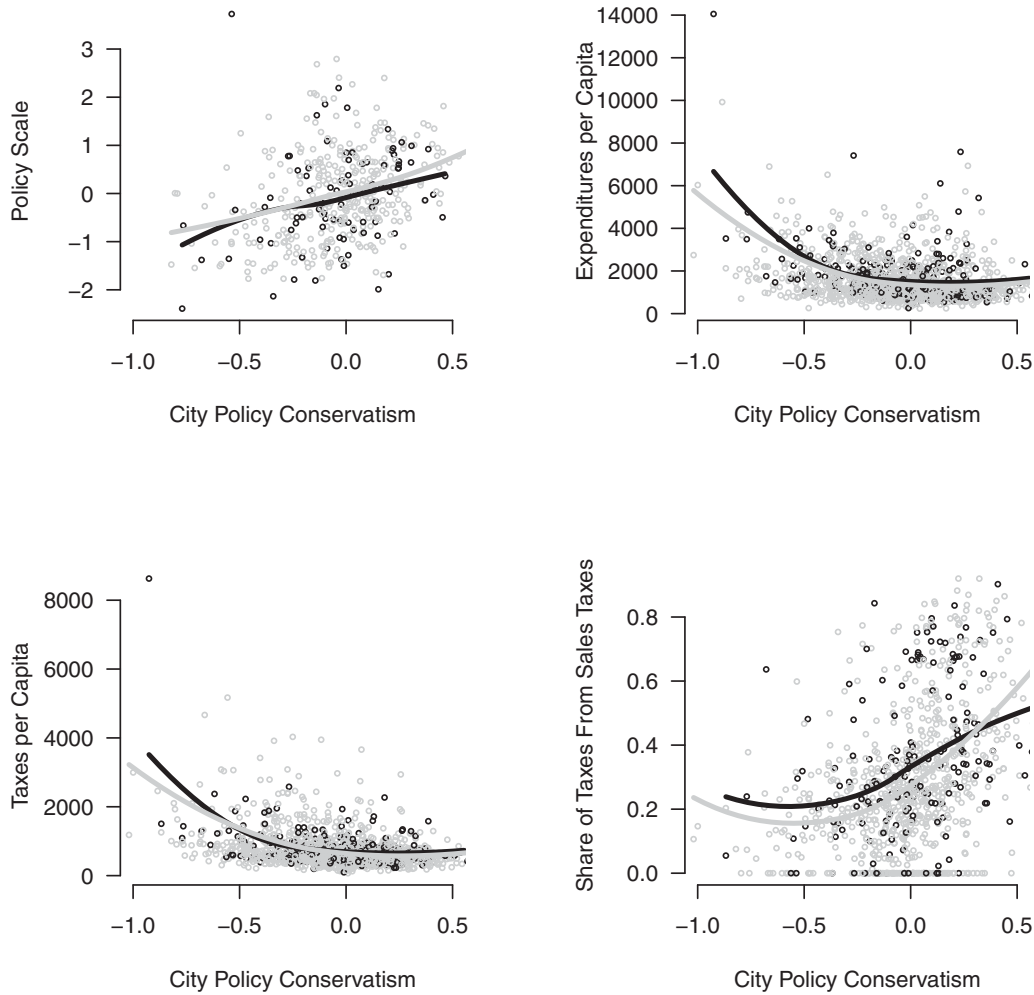 Policy Scale
3
2
1
0
−1
−2
−1.0 −0.5 0.0 0.5
City Policy Conservatism
Expenditures per Capita
14000
12000
10000
8000
6000
4000
2000
0
−1.0 −0.5 0.0 0.5
City Policy Conservatism
Taxes per Capita
8000
6000
4000
2000
0
−1.0 −0.5 0.0 0.5
City Policy Conservatism
Share of Taxes From Sales Taxes
0.8
0.6
0.4
0.2
0.0
−1.0 −0.5 0.0 0.5
City Policy Conservatism